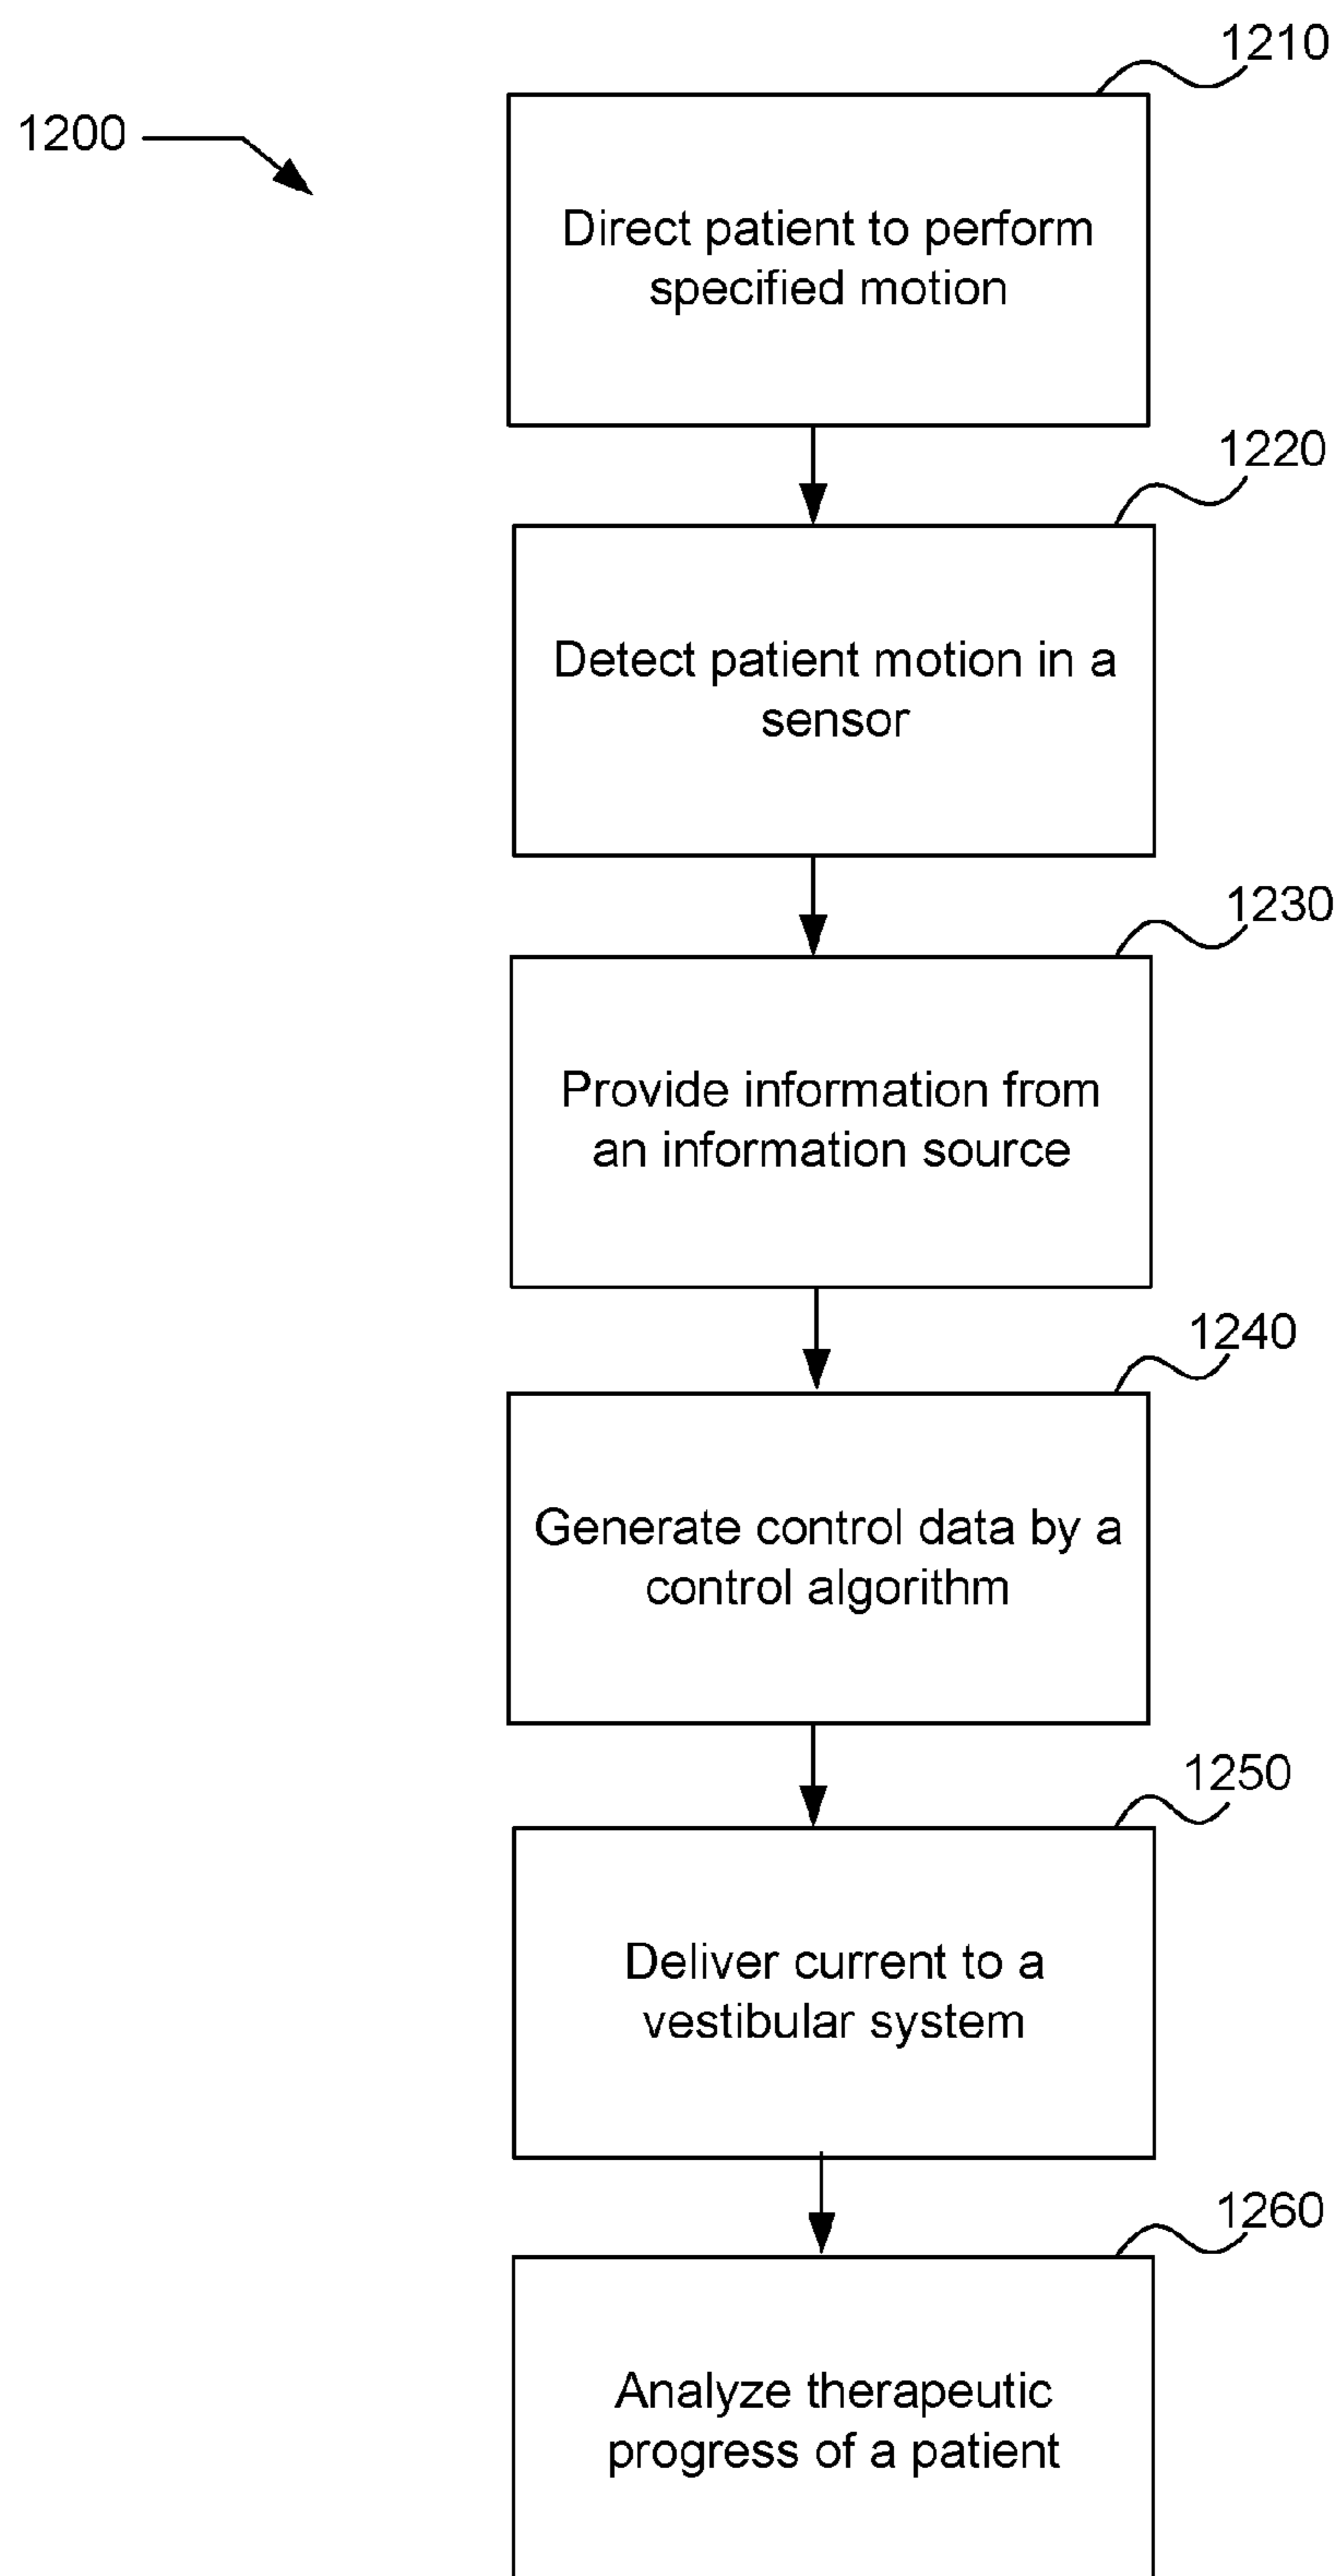 1210
1200
Direct patient to perform
specified motion
1220
Detect patient motion in a
sensor
1230
Provide information from
an information source
1240
Generate control data by a
control algorithm
1250
Deliver current to a
vestibular system
1260
Analyze therapeutic
progress of a patient